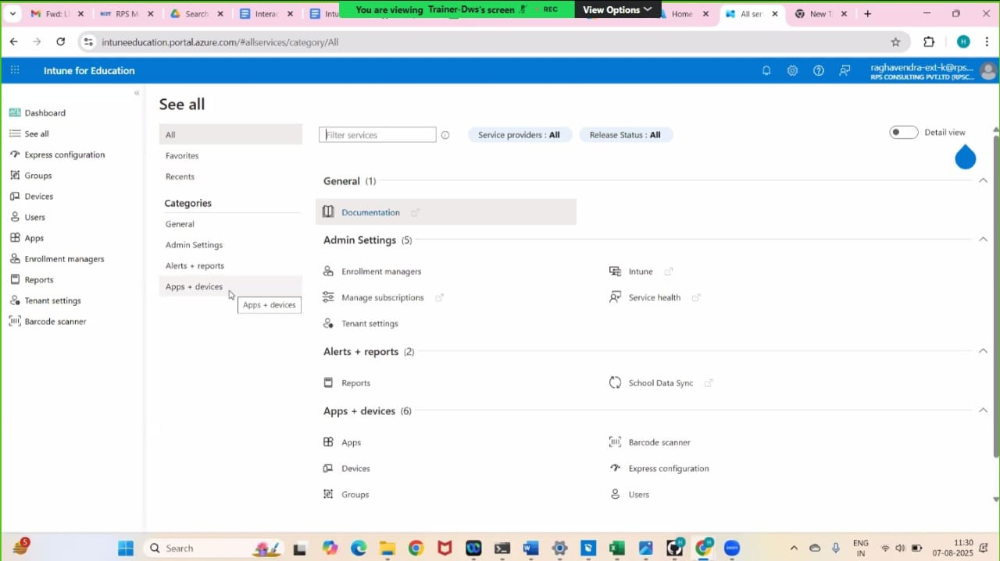 You are viewing Trainer-Dws's screen
REC
View Options
Fwd: LI
NIIT
RPS M
Search
Interac
Intu
Home
All ser
New T
intuneeducation.portal.azure.com/#allservices/category/All
H
Intune for Education
raghavendra-ext-k@rps...
RPS CONSULTING PVT.LTD (RPSC...
Dashboard
See all
Express configuration
Groups
Devices
Users
Apps
Enrollment managers
Reports
Tenant settings
Barcode scanner
See all
All
Favorites
Recents
Categories
General
Admin Settings
Alerts + reports
Apps + devices
Apps + devices
Filter services
Service providers : All
Release Status : All
Detail view
General (1)
Documentation
Admin Settings (5)
Enrollment managers
Intune
Manage subscriptions
Service health
Tenant settings
Alerts + reports (2)
Reports
School Data Sync
Apps + devices (6)
Apps
Barcode scanner
Devices
Express configuration
Groups
Users
5
Search
ENG
IN
11:30
07-08-2025